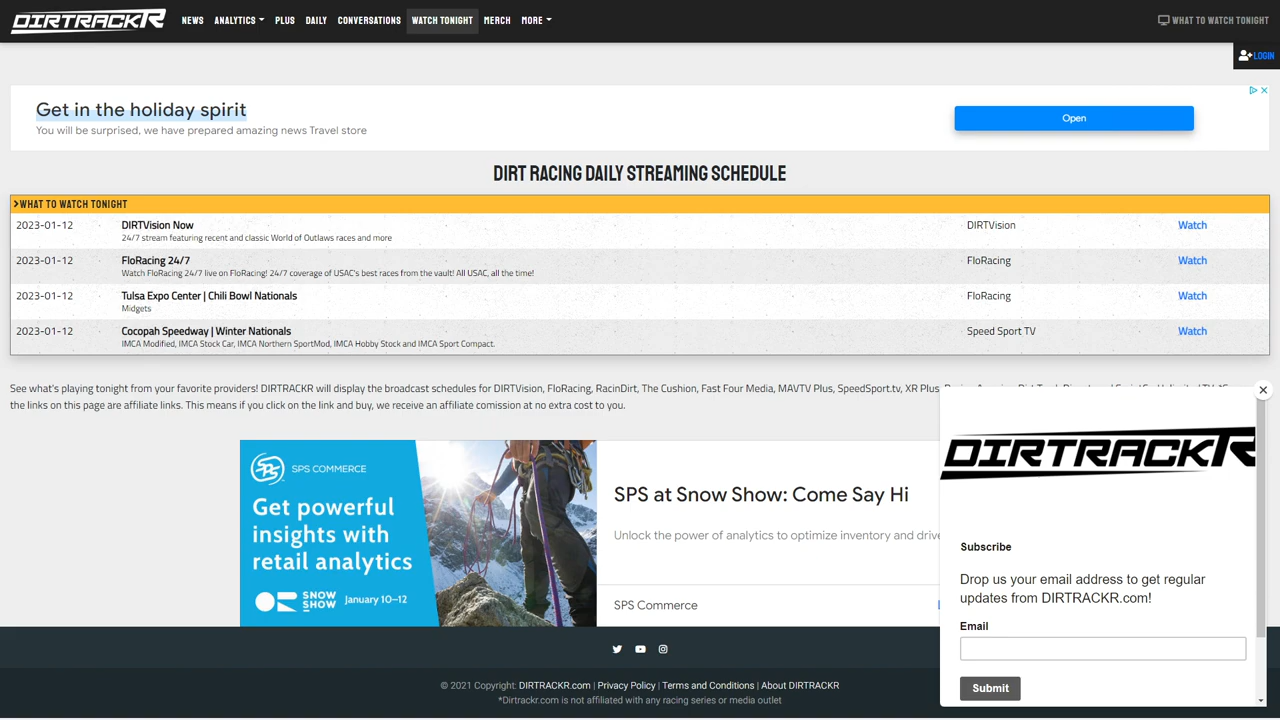 DIRTRACKR NEWS ANALYTICS PLUS DAILY CONVERSATIONS WATCH TONIGHT MERCH MORE WHAT TO WATCH TONIGHT
LOGIN
Get in the holiday spirit
You will be surprised, we have prepared amazing news Travel store
Open
DIRT RACING DAILY STREAMING SCHEDULE
WHAT TO WATCH TONIGHT
2023-01-12 DIRTVision Now DIRTVision Watch
24/7 stream featuring recent and classic World of Outlaws races and more
2023-01-12 FloRacing 24/7 FloRacing Watch
Watch FloRacing 24/7 live on FloRacing! 24/7 coverage of USAC's best races from the vault! All USAC, all the time!
2023-01-12 Tulsa Expo Center | Chili Bowl Nationals FloRacing Watch
Midgets
2023-01-12 Cocopah Speedway | Winter Nationals Speed Sport TV Watch
IMCA Modified, IMCA Stock Car, IMCA Northern SportMod, IMCA Hobby Stock and IMCA Sport Compact.
See what's playing tonight from your favorite providers! DIRTRACKR will display the broadcast schedules for DIRTVision, FloRacing, RacinDirt, The Cushion, Fast Four Media, MAVTV Plus, SpeedSport.tv, XR Plus,
the links on this page are affiliate links. This means if you click on the link and buy, we receive an affiliate comission at no extra cost to you.
SPS COMMERCE
Get powerful
insights with
retail analytics
SNOW
SHOW
January 10–12
SPS at Snow Show: Come Say Hi
Unlock the power of analytics to optimize inventory and drive
SPS Commerce
DIRTRACKR
Subscribe
Drop us your email address to get regular
updates from DIRTRACKR.com!
Email
Submit
© 2021 Copyright: DIRTRACKR.com | Privacy Policy | Terms and Conditions | About DIRTRACKR
*Dirtrackr.com is not affiliated with any racing series or media outlet